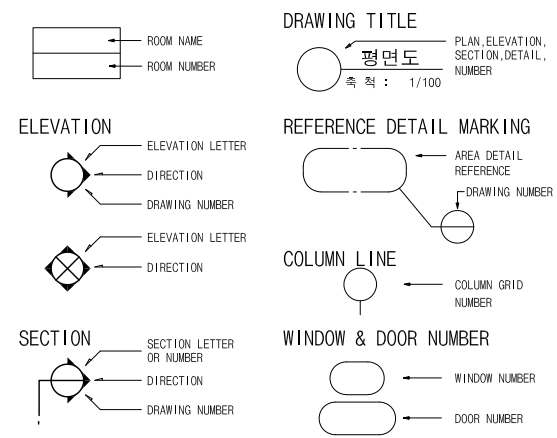 ROOM NAME
ROOM NUMBER
ELEVATION
ELEVATION LETTER
DIRECTION
DRAWING NUMBER
ELEVATION LETTER
DIRECTION
SECTION
SECTION LETTER
OR NUMBER
DIRECTION
DRAWING NUMBER
DRAWING TITLE
평면도
축 척 : 1/100
PLAN,ELEVATION,
SECTION,DETAIL,
NUMBER
REFERENCE DETAIL MARKING
AREA DETAIL
REFERENCE
DRAWING NUMBER
COLUMN LINE
COLUMN GRID
NUMBER
WINDOW & DOOR NUMBER
WINDOW NUMBER
DOOR NUMBER